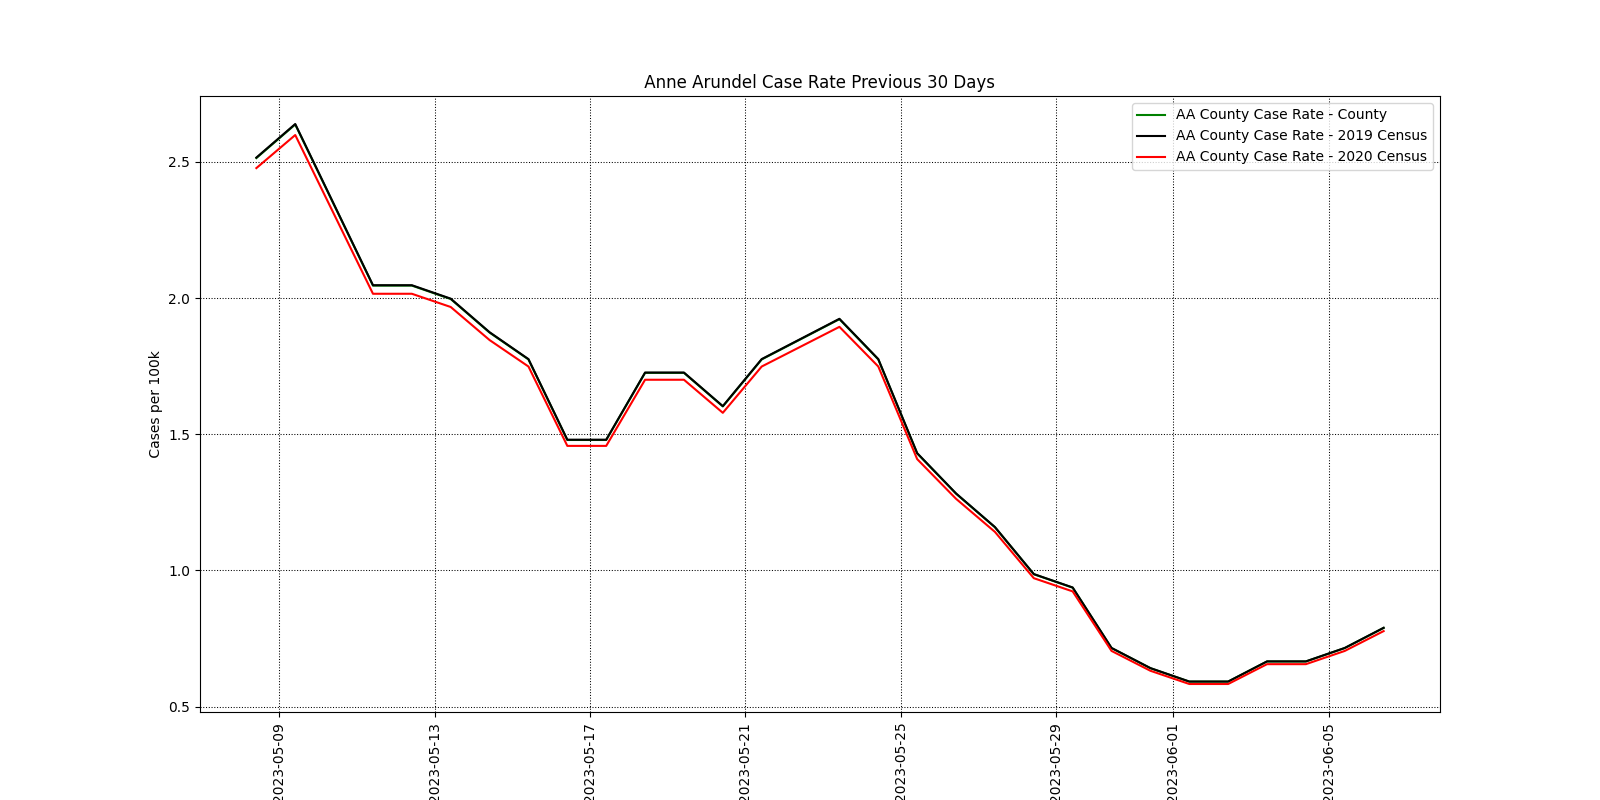 Anne Arundel Case Rate Previous 30 Days
AA County Case Rate - County
AA County Case Rate - 2019 Census
AA County Case Rate - 2020 Census
Cases per 100k
2.5
2.0
1.5
1.0
0.5
2023-05-09
2023-05-13
2023-05-17
2023-05-21
2023-05-25
2023-05-29
2023-06-01
2023-06-05